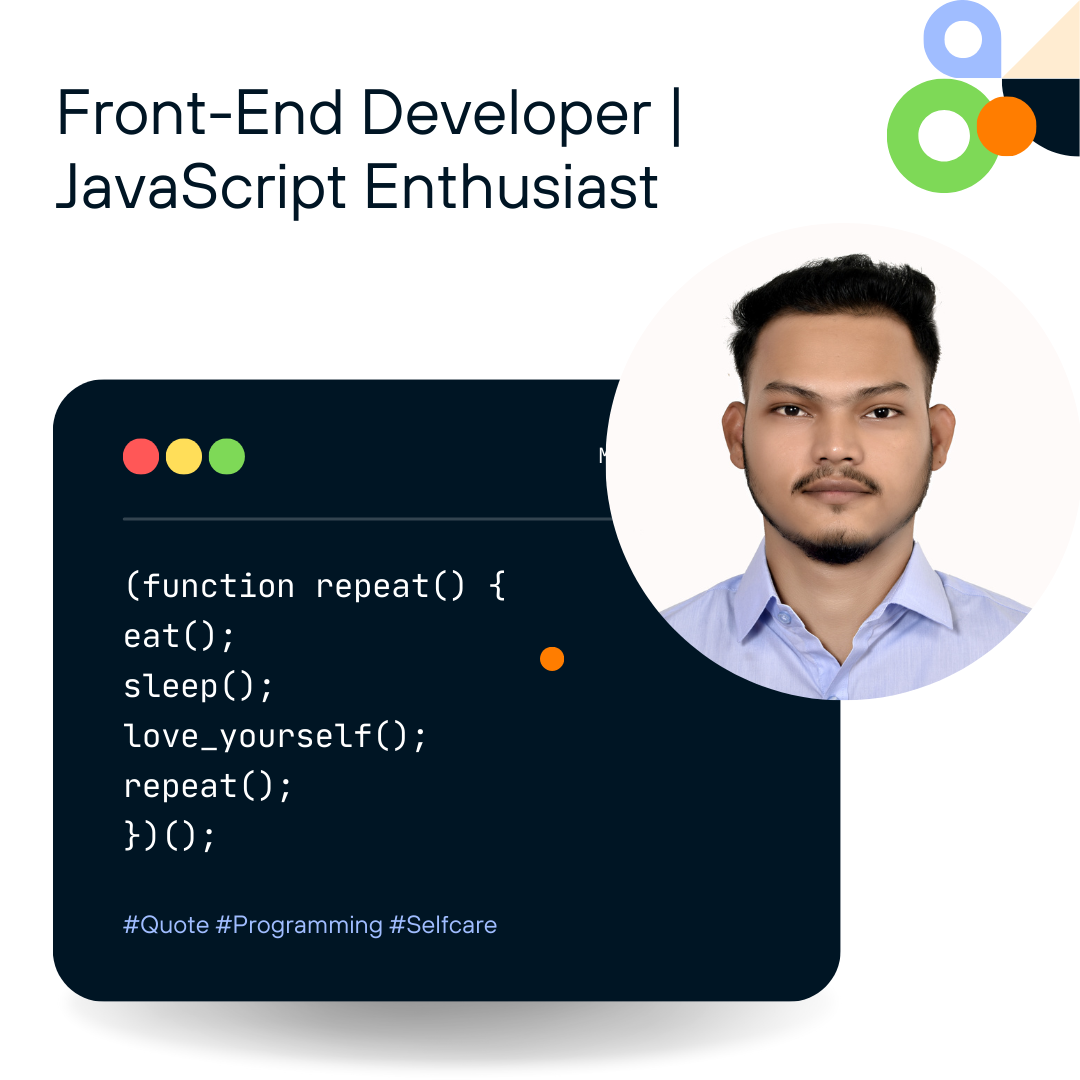 Front-End Developer |
JavaScript Enthusiast
(function repeat() {
eat();
sleep();
love_yourself();
repeat();
})();
#Quote #Programming #Selfcare